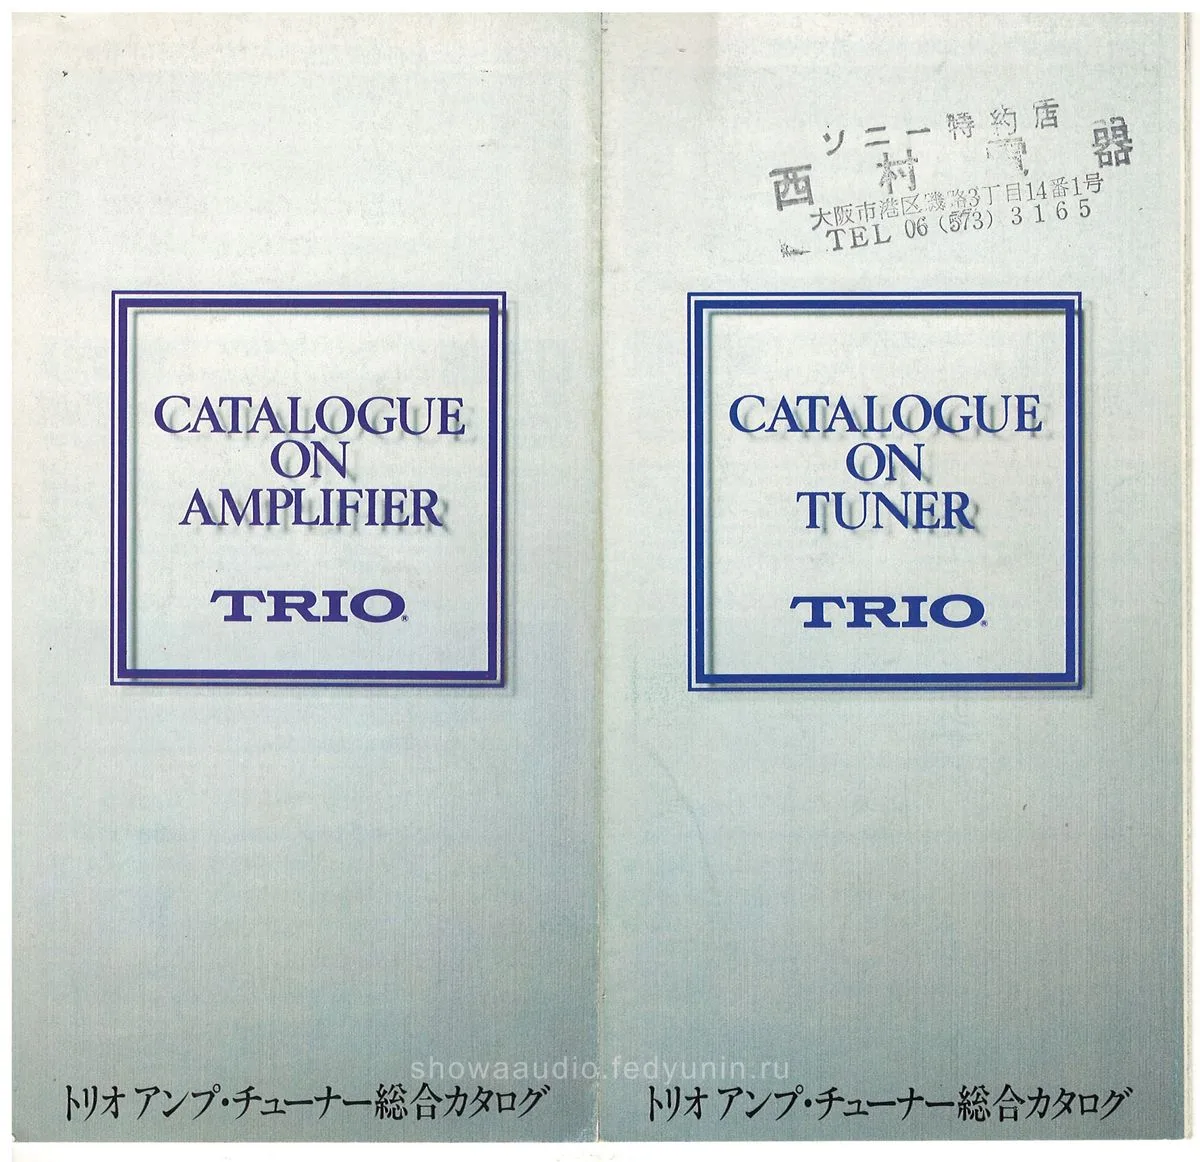 CATALOGUE
ON
AMPLIFIER
TRIO®
トリオ アンプ・チューナー総合カタログ
ソニー特約店
西村電器
大阪市港区磯路3丁目14番1号
TEL 06(573)3165
CATALOGUE
ON
TUNER
TRIO®
トリオ アンプ・チューナー総合カタログ
showaaudio.fedyunin.ru